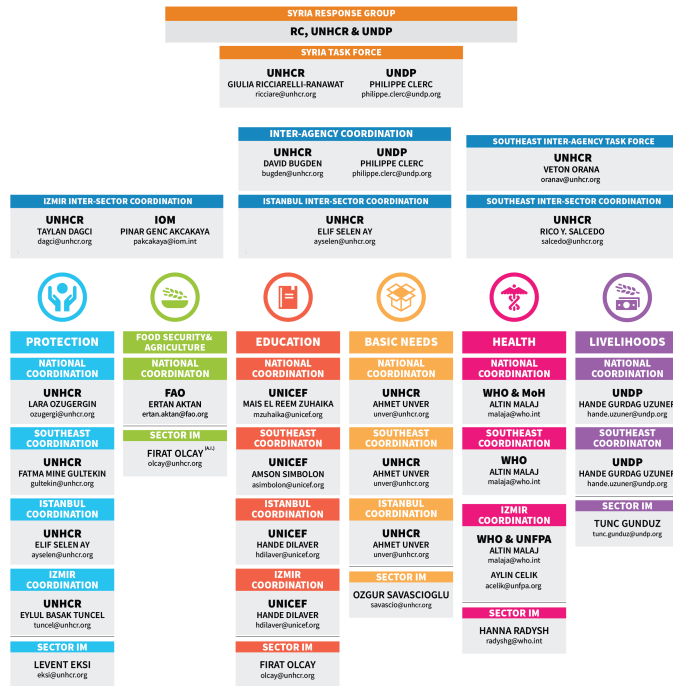 SYRIA RESPONSE GROUP
RC, UNHCR & UNDP
SYRIA TASK FORCE
UNHCR
GIULIA RICCIARELLI-RANAWAT
ricciare@unhcr.org
UNDP
PHILIPPE CLERC
philippe.clerc@undp.org
INTER-AGENCY COORDINATION
UNHCR
DAVID BUGDEN
bugden@unhcr.org
UNDP
PHILIPPE CLERC
philippe.clerc@undp.org
SOUTHEAST INTER-AGENCY TASK FORCE
UNHCR
VETON ORANA
oranav@unhcr.org
IZMIR INTER-SECTOR COORDINATION
UNHCR
TAYLAN DAGCI
dagci@unhcr.org
IOM
PINAR GENC AKCAKAYA
pakcakaya@iom.int
ISTANBUL INTER-SECTOR COORDINATION
UNHCR
ELIF SELEN AY
ayselen@unhcr.org
SOUTHEAST INTER-SECTOR COORDINATION
UNHCR
RICO Y. SALCEDO
salcedo@unhcr.org
PROTECTION
NATIONAL
COORDINATION
UNHCR
LARA OZUGERGIN
ozugergi@unhcr.org
SOUTHEAST
COORDINATION
UNHCR
FATMA MINE GULTEKIN
gultekin@unhcr.org
ISTANBUL
COORDINATION
UNHCR
ELIF SELEN AY
ayselen@unhcr.org
IZMIR
COORDINATION
UNHCR
EYLUL BASAK TUNCEL
tuncel@unhcr.org
SECTOR IM
LEVENT EKSI
eksi@unhcr.org
FOOD SECURITY&
AGRICULTURE
NATIONAL
COORDINATON
FAO
ERTAN AKTAN
ertan.aktan@fao.org
SECTOR IM
FIRAT OLCAY (A.I.)
olcay@unhcr.org
EDUCATION
NATIONAL
COORDINATION
UNICEF
MAIS EL REEM ZUHAIKA
mzuhaika@unicef.org
SOUTHEAST
COORDINATON
UNICEF
AMSON SIMBOLON
asimbolon@unicef.org
ISTANBUL
COORDINATION
UNICEF
HANDE DILAVER
hdilaver@unicef.org
IZMIR
COORDINATION
UNICEF
HANDE DILAVER
hdilaver@unicef.org
SECTOR IM
FIRAT OLCAY
olcay@unhcr.org
BASIC NEEDS
NATIONAL
COORDINATON
UNHCR
AHMET UNVER
unver@unhcr.org
SOUTHEAST
COORDINATION
UNHCR
AHMET UNVER
unver@unhcr.org
ISTANBUL
COORDINATION
UNHCR
AHMET UNVER
unver@unhcr.org
SECTOR IM
OZGUR SAVASCIOGLU
savascio@unhcr.org
HEALTH
NATIONAL
COORDINATION
WHO & MoH
ALTIN MALAJ
malaja@who.int
SOUTHEAST
COORDINATION
WHO
ALTIN MALAJ
malaja@who.int
IZMIR
COORDINATION
WHO & UNFPA
ALTIN MALAJ
malaja@who.int
AYLIN CELIK
acelik@unfpa.org
SECTOR IM
HANNA RADYSH
radyshg@who.int
LIVELIHOODS
NATIONAL
COORDINATION
UNDP
HANDE GURDAG UZUNER
hande.uzuner@undp.org
SOUTHEAST
COORDINATON
UNDP
HANDE GURDAG UZUNER
hande.uzuner@undp.org
SECTOR IM
TUNC GUNDUZ
tunc.gunduz@undp.org